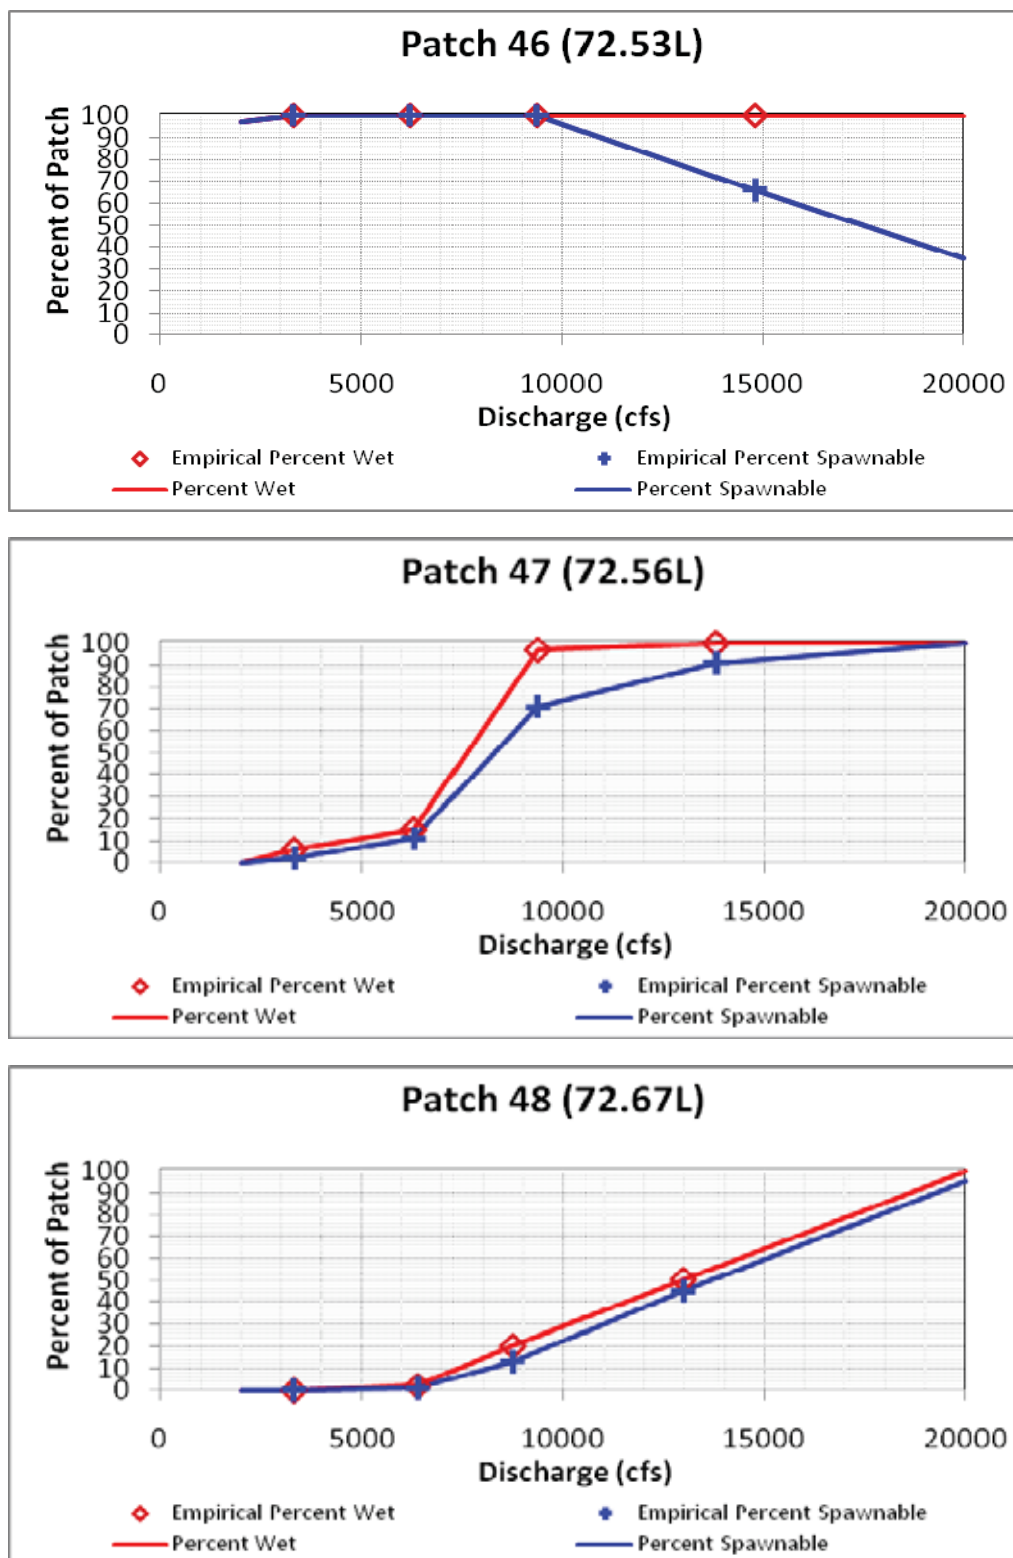 Patch 46 (72.53L)
Percent of Patch
100
90
80
70
60
50
40
30
20
10
0
0 5000 10000 15000 20000
Discharge (cfs)
Empirical Percent Wet Empirical Percent Spawnable
Percent Wet Percent Spawnable
Patch 47 (72.56L)
Percent of Patch
100
90
80
70
60
50
40
30
20
10
0
0 5000 10000 15000 20000
Discharge (cfs)
Empirical Percent Wet Empirical Percent Spawnable
Percent Wet Percent Spawnable
Patch 48 (72.67L)
Percent of Patch
100
90
80
70
60
50
40
30
20
10
0
0 5000 10000 15000 20000
Discharge (cfs)
Empirical Percent Wet Empirical Percent Spawnable
Percent Wet Percent Spawnable